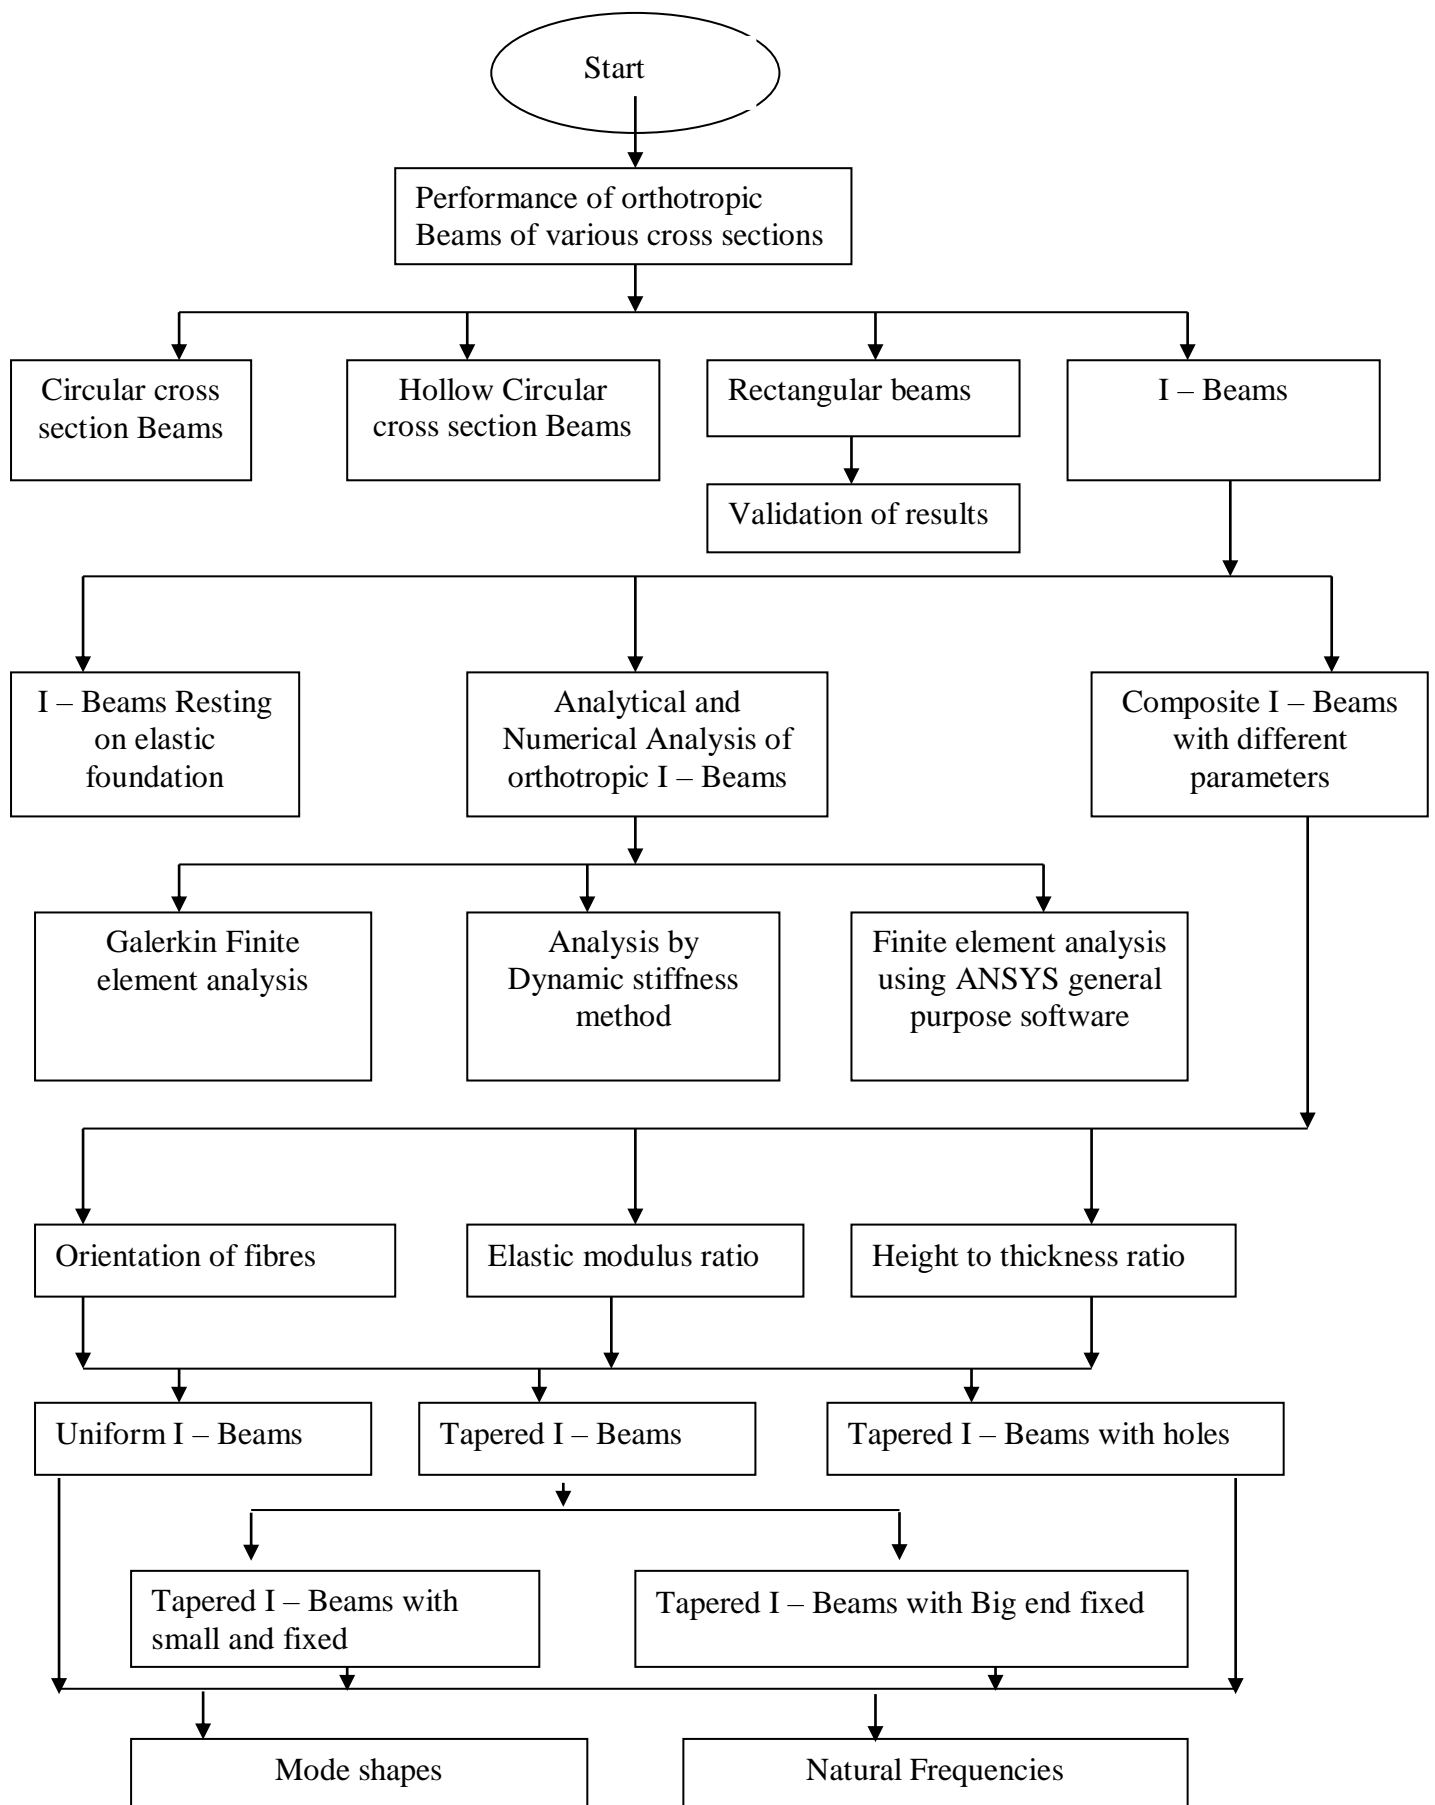 Start
Performance of orthotropic
Beams of various cross sections
Circular cross
section Beams
Hollow Circular
cross section Beams
Rectangular beams
I – Beams
Validation of results
I – Beams Resting
on elastic
foundation
Analytical and
Numerical Analysis of
orthotropic I – Beams
Composite I – Beams
with different
parameters
Galerkin Finite
element analysis
Analysis by
Dynamic stiffness
method
Finite element analysis
using ANSYS general
purpose software
Orientation of fibres
Elastic modulus ratio
Height to thickness ratio
Uniform I – Beams
Tapered I – Beams
Tapered I – Beams with holes
Tapered I – Beams with
small and fixed
Tapered I – Beams with Big end fixed
Mode shapes
Natural Frequencies